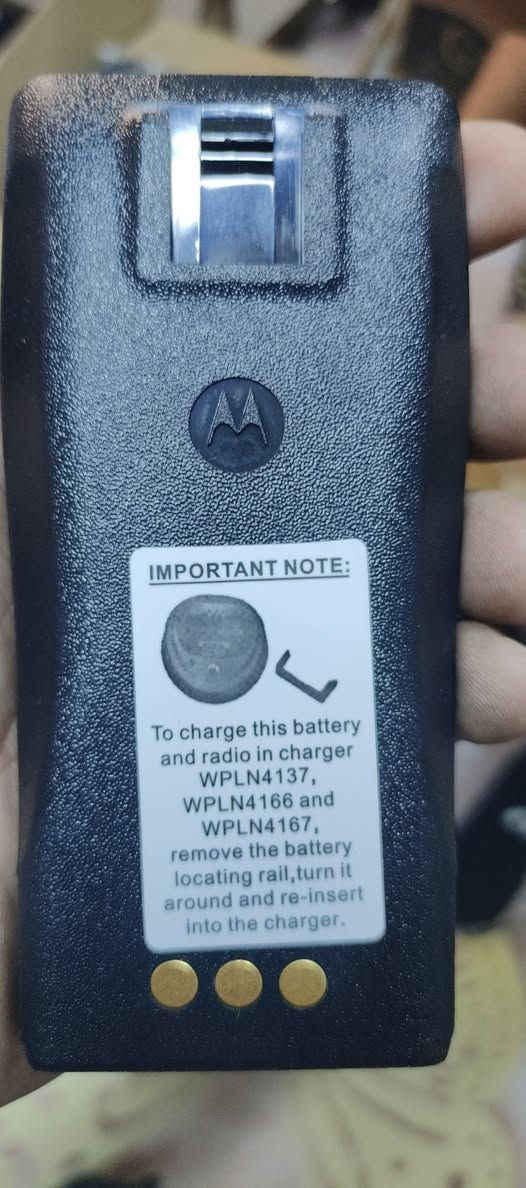 IMPORTANT NOTE:
To charge this battery
and radio in charger
WPLN4137,
WPLN4166 and
WPLN4167,
remove the battery
locating rail,turn it
around and re-insert
into the charger.